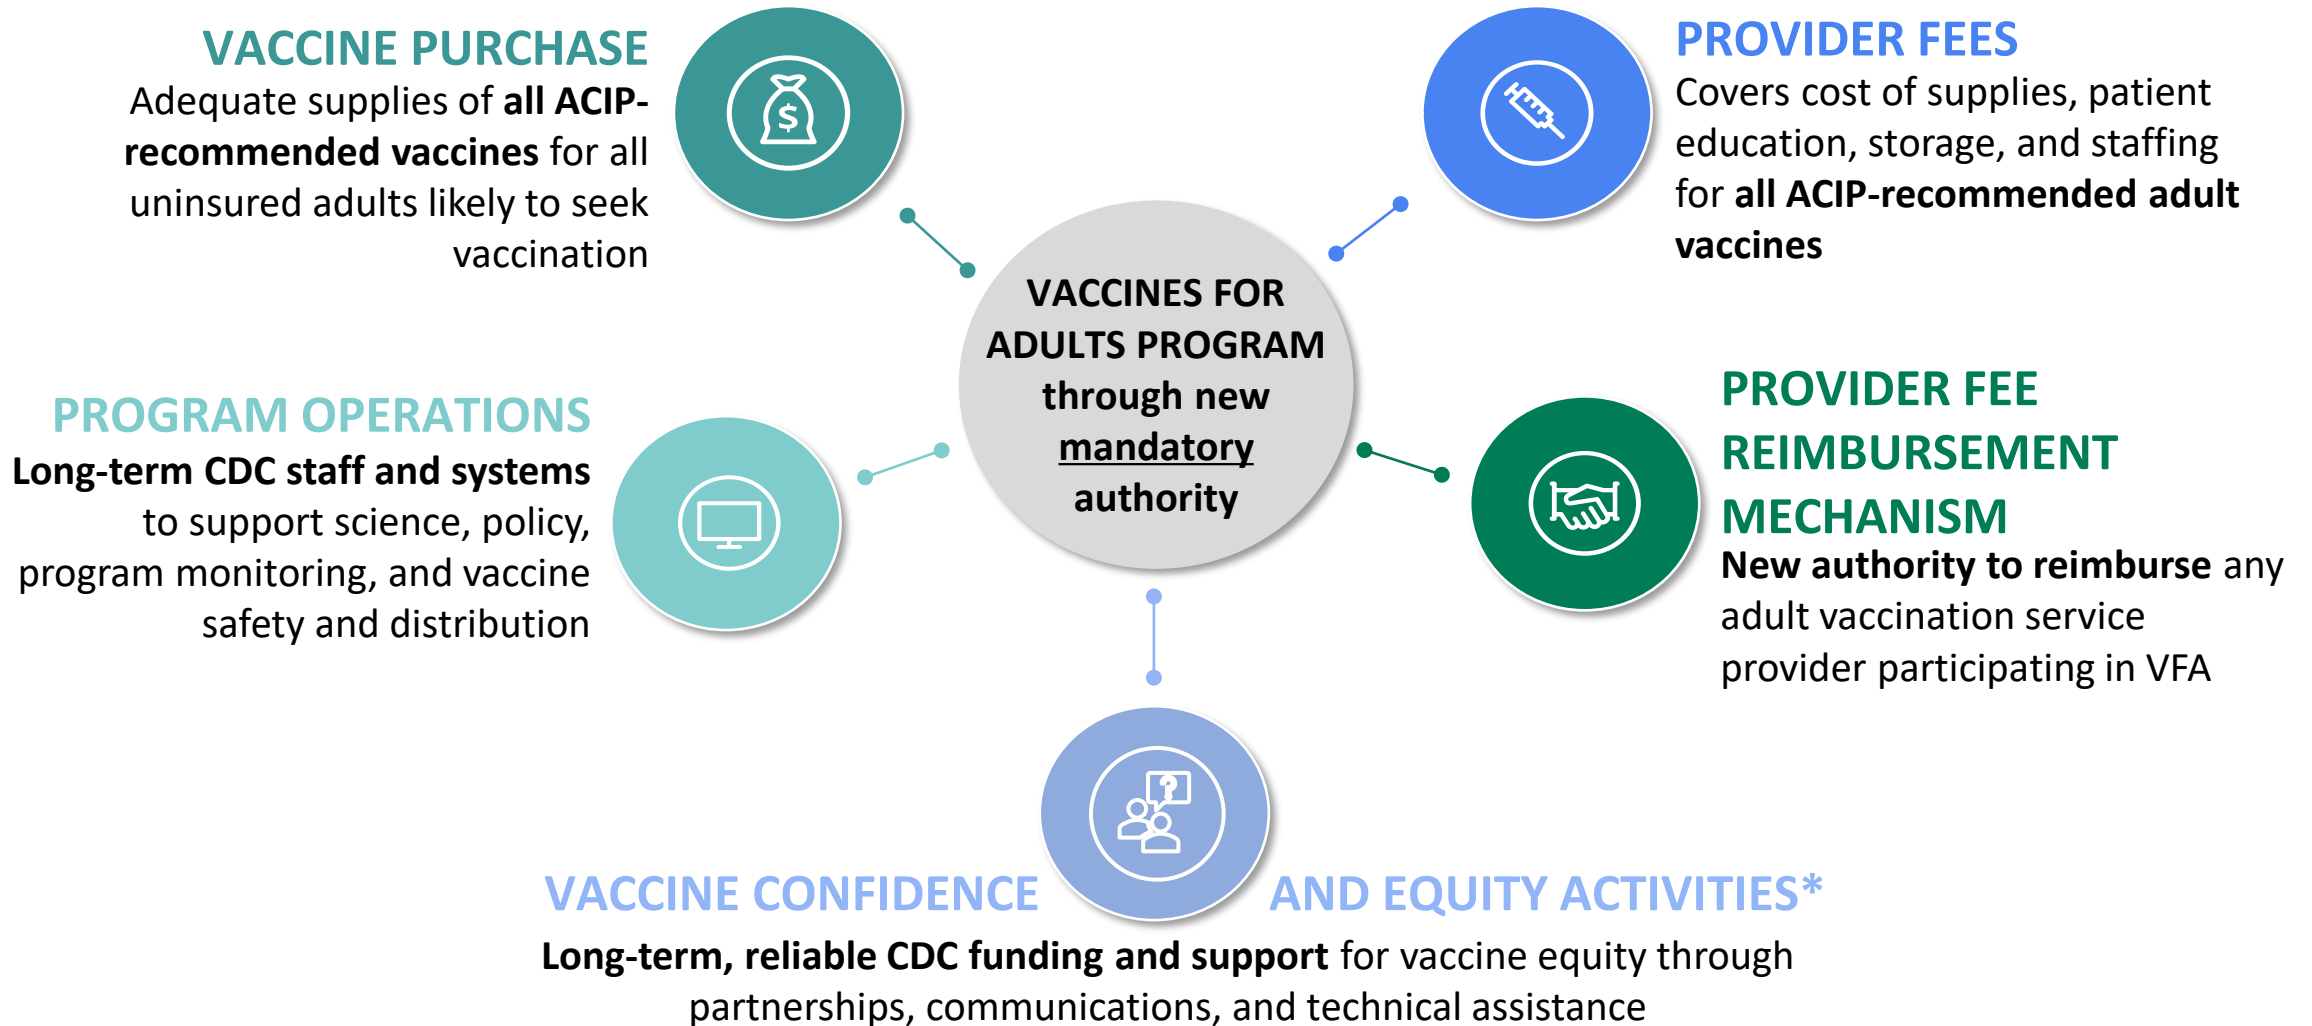 VACCINE PURCHASE
Adequate supplies of all ACIP-
recommended vaccines for all
uninsured adults likely to seek
vaccination
PROVIDER FEES
Covers cost of supplies, patient
education, storage, and staffing
for all ACIP-recommended adult
vaccines
VACCINES FOR
ADULTS PROGRAM
through new
mandatory
authority
PROGRAM OPERATIONS
Long-term CDC staff and systems
to support science, policy,
program monitoring, and vaccine
safety and distribution
PROVIDER FEE
REIMBURSEMENT
MECHANISM
New authority to reimburse any
adult vaccination service
provider participating in VFA
VACCINE CONFIDENCE AND EQUITY ACTIVITIES*
Long-term, reliable CDC funding and support for vaccine equity through
partnerships, communications, and technical assistance